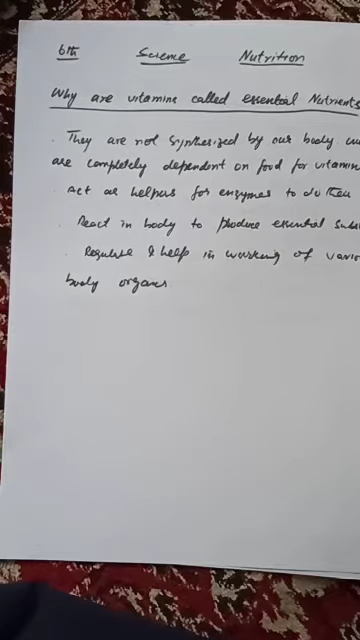 6th Science Nutrition
Why are vitamins called essential Nutrients
. They are not synthesized by our body
are completely dependent on food for vitamin
. Act as helpers for enzymes to do
. React in body to produce essential
. Regulate & help in working of
body organs